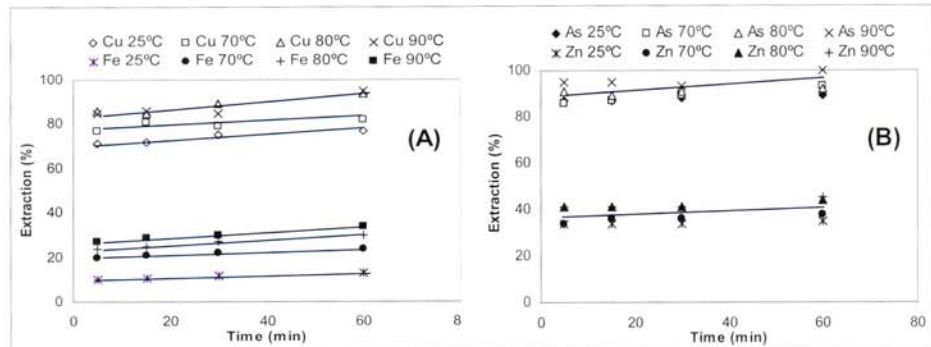 Cu 25ºC Cu 70ºC Cu 80ºC Cu 90ºC
Fe 25ºC Fe 70ºC Fe 80ºC Fe 90ºC
100
80
60
40
20
0
Extraction (%)
(A)
0 20 40 60 8
Time (min)
As 25ºC As 70ºC As 80ºC As 90ºC
Zn 25ºC Zn 70ºC Zn 80ºC Zn 90ºC
100
80
60
40
20
0
Extraction (%)
(B)
0 20 40 60 80
Time (min)